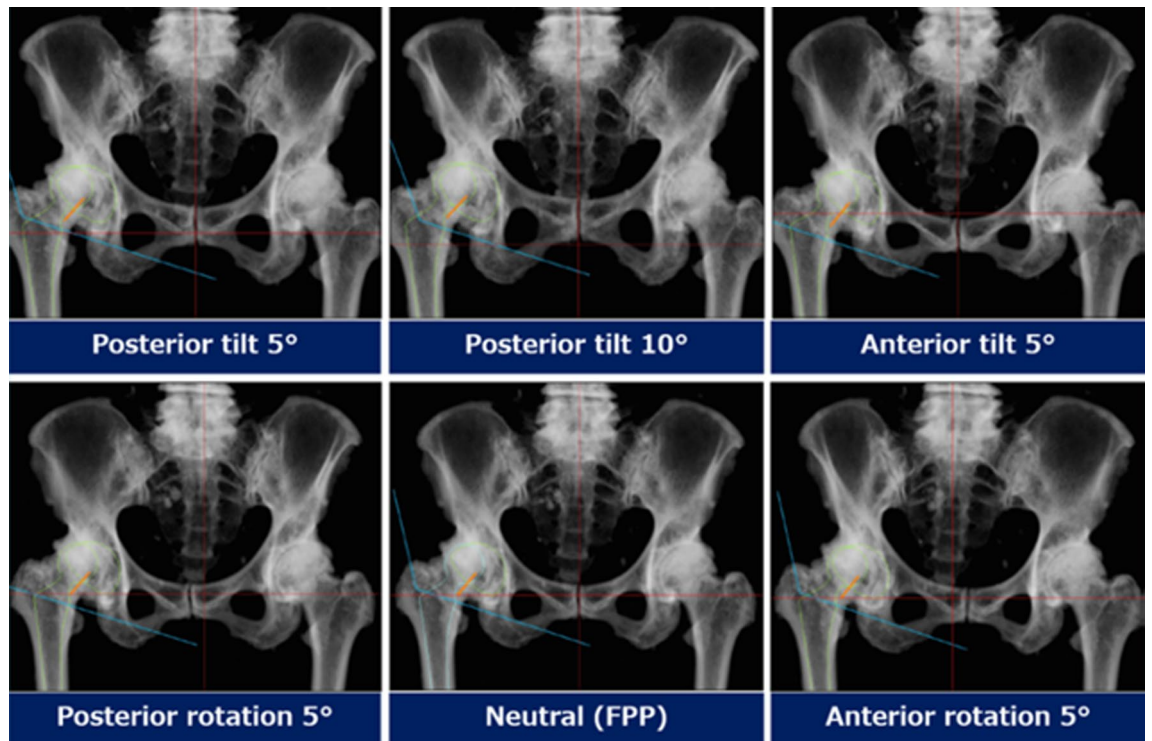 Posterior tilt 5°
Posterior tilt 10°
Anterior tilt 5°
Posterior rotation 5°
Neutral (FPP)
Anterior rotation 5°